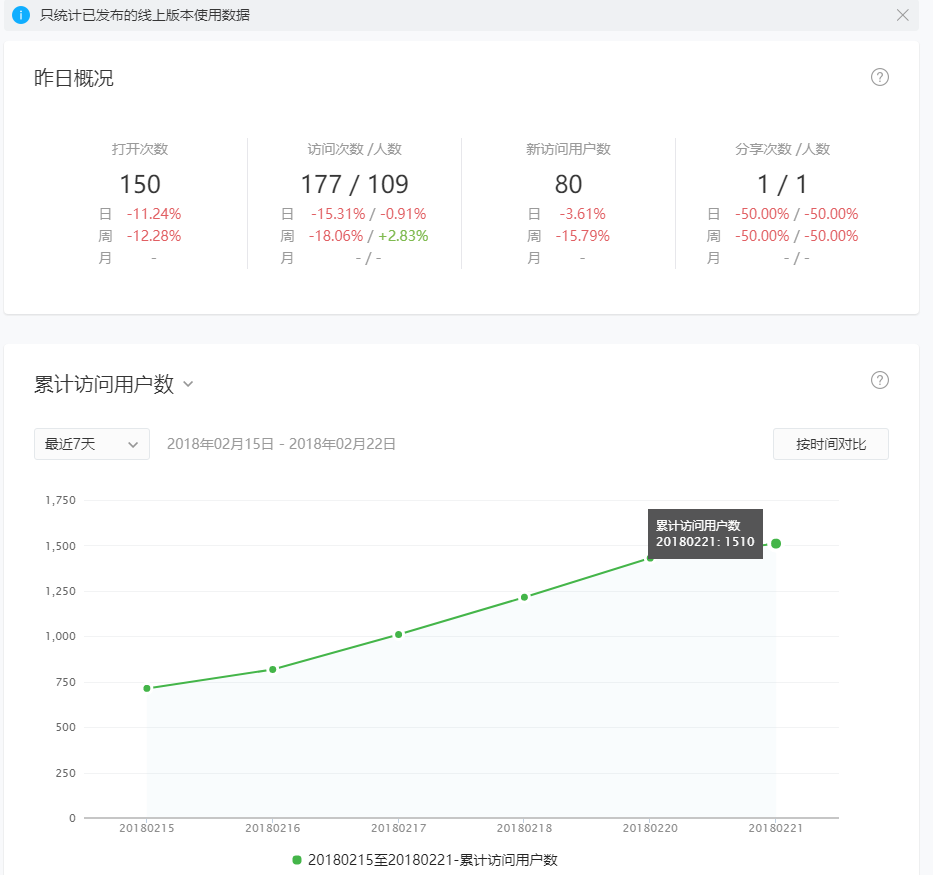 只统计已发布的线上版本使用数据
昨日概况
打开次数
150
日 -11.24%
周 -12.28%
月 -
访问次数 /人数
177 / 109
日 -15.31% / -0.91%
周 -18.06% / +2.83%
月 - / -
新访问用户数
80
日 -3.61%
周 -15.79%
月 -
分享次数 /人数
1 / 1
日 -50.00% / -50.00%
周 -50.00% / -50.00%
月 - / -
累计访问用户数
最近7天 2018年02月15日 - 2018年02月22日 按时间对比
1,750
1,500
1,250
1,000
750
500
250
0
累计访问用户数
20180221: 1510
20180215 20180216 20180217 20180218 20180220 20180221
20180215至20180221-累计访问用户数